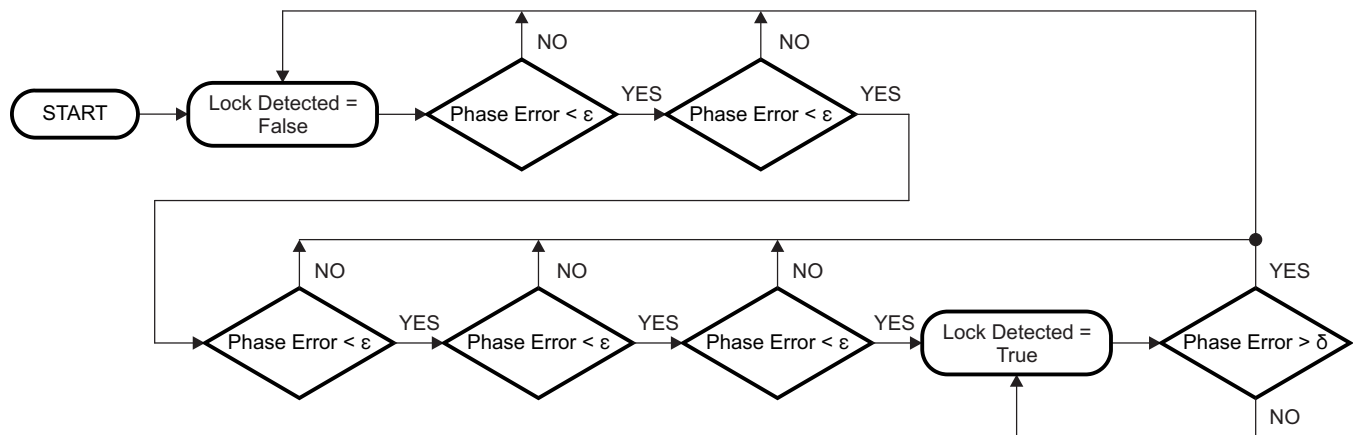 NO
NO
START
Lock Detected =
False
Phase Error < ε
YES
Phase Error < ε
YES
NO
NO
NO
YES
Phase Error < ε
YES
Phase Error < ε
YES
Phase Error < ε
YES
Lock Detected =
True
Phase Error > δ
NO